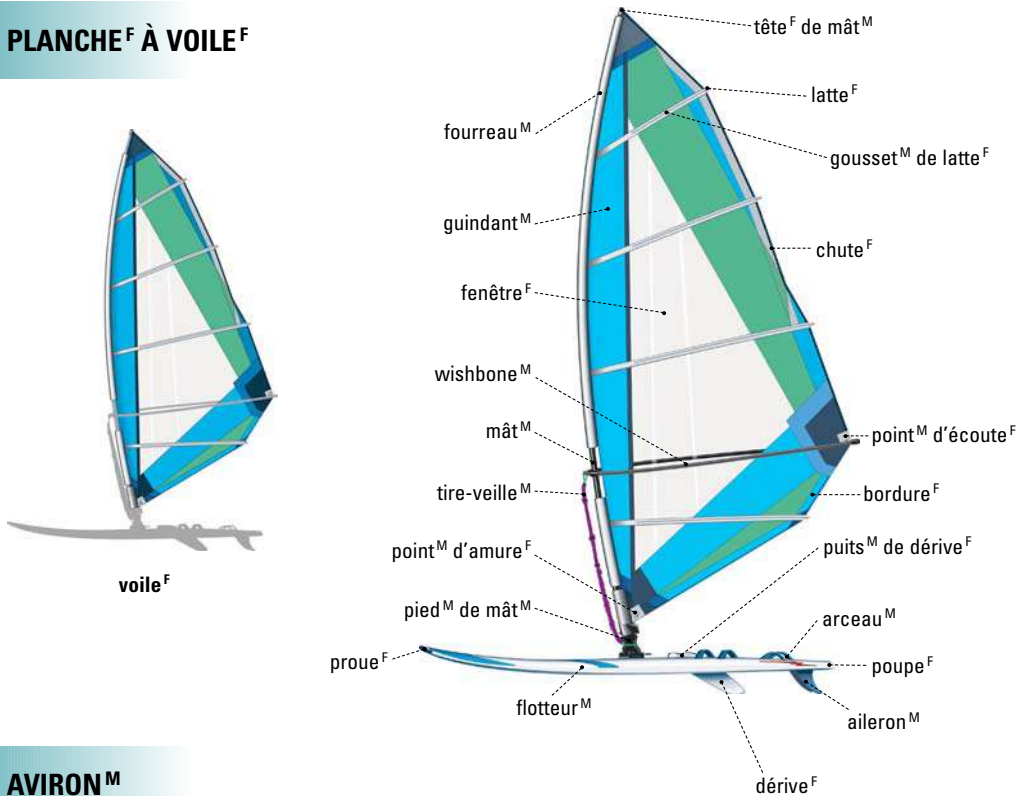 PLANCHE^F À VOILE^F
tête^F de mât^M
latte^F
fourreau^M
gousset^M de latte^F
guindant^M
chute^F
fenêtre^F
wishbone^M
mât^M
point^M d'écoute^F
tire-veille^M
bordure^F
point^M d'amure^F
puits^M de dérive^F
voile^F
pied^M de mât^M
arceau^M
proue^F
poupe^F
flotteur^M
aileron^M
dérive^F
AVIRON^M